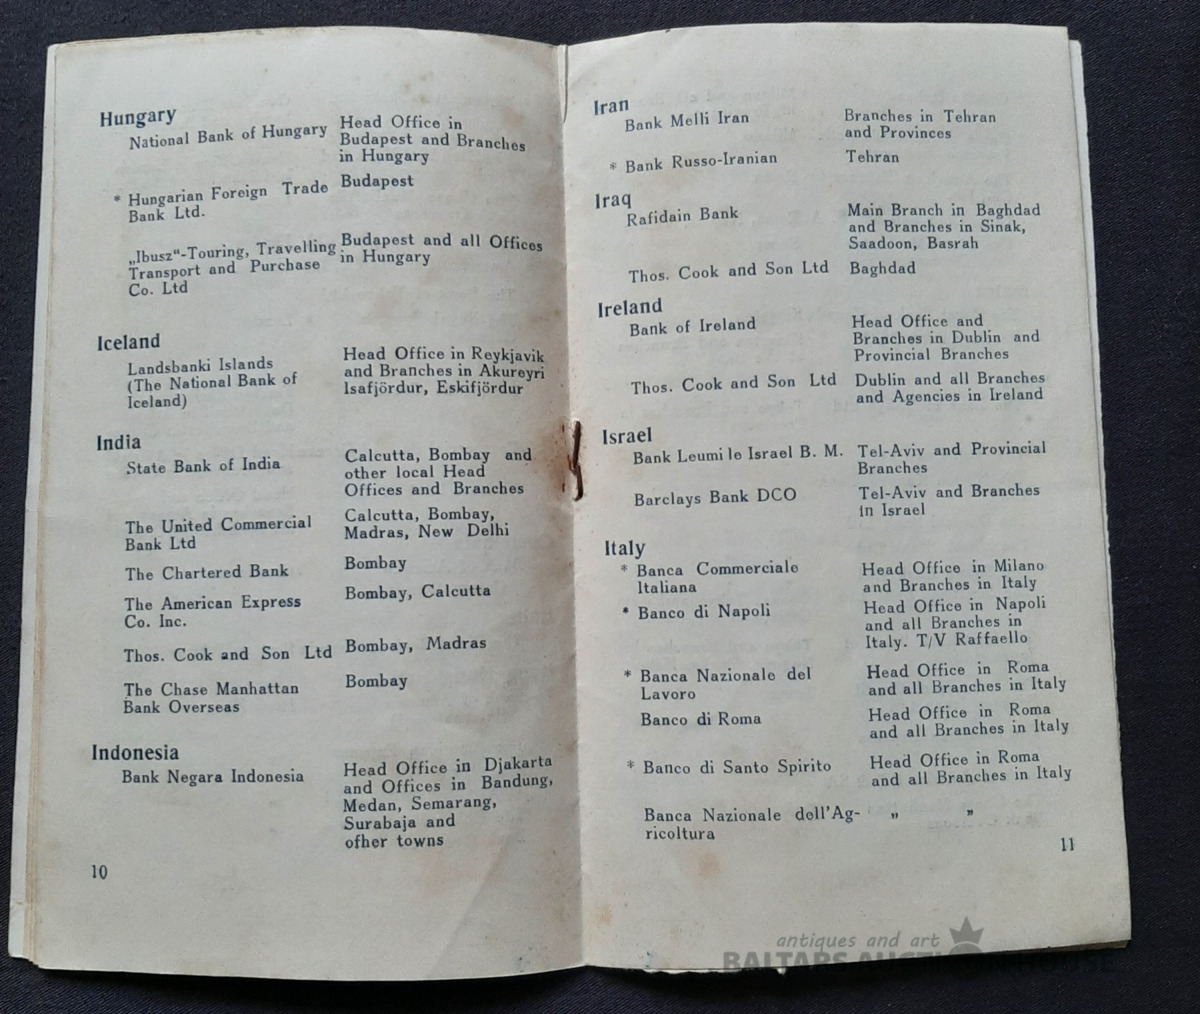 Hungary
National Bank of Hungary Head Office in
Budapest and Branches
in Hungary
* Hungarian Foreign Trade Budapest
Bank Ltd.
„Ibusz“-Touring, Travelling Budapest and all Offices
Transport and Purchase in Hungary
Co. Ltd
Iceland
Landsbanki Islands Head Office in Reykjavik
(The National Bank of and Branches in Akureyri
Iceland) Isafjördur, Eskifjördur
India
State Bank of India Calcutta, Bombay and
other local Head
Offices and Branches
The United Commercial Calcutta, Bombay,
Bank Ltd Madras, New Delhi
The Chartered Bank Bombay
The American Express Bombay, Calcutta
Co. Inc.
Thos. Cook and Son Ltd Bombay, Madras
The Chase Manhattan Bombay
Bank Overseas
Indonesia
Bank Negara Indonesia Head Office in Djakarta
and Offices in Bandung,
Medan, Semarang,
Surabaja and
ofher towns
10
Iran
Bank Melli Iran Branches in Tehran
and Provinces
* Bank Russo-Iranian Tehran
Iraq
Rafidain Bank Main Branch in Baghdad
and Branches in Sinak,
Saadoon, Basrah
Thos. Cook and Son Ltd Baghdad
Ireland
Bank of Ireland Head Office and
Branches in Dublin and
Provincial Branches
Thos. Cook and Son Ltd Dublin and all Branches
and Agencies in Ireland
Israel
Bank Leumi le Israel B. M. Tel-Aviv and Provincial
Branches
Barclays Bank DCO Tel-Aviv and Branches
in Israel
Italy
* Banca Commerciale Head Office in Milano
Italiana and Branches in Italy
* Banco di Napoli Head Office in Napoli
and all Branches in
Italy. T/V Raffaello
* Banca Nazionale del Head Office in Roma
Lavoro and all Branches in Italy
Banco di Roma Head Office in Roma
and all Branches in Italy
* Banco di Santo Spirito Head Office in Roma
and all Branches in Italy
Banca Nazionale dell'Ag- „ „
ricoltura
11
antiques and art
BALTARS AUCTION HOUSE